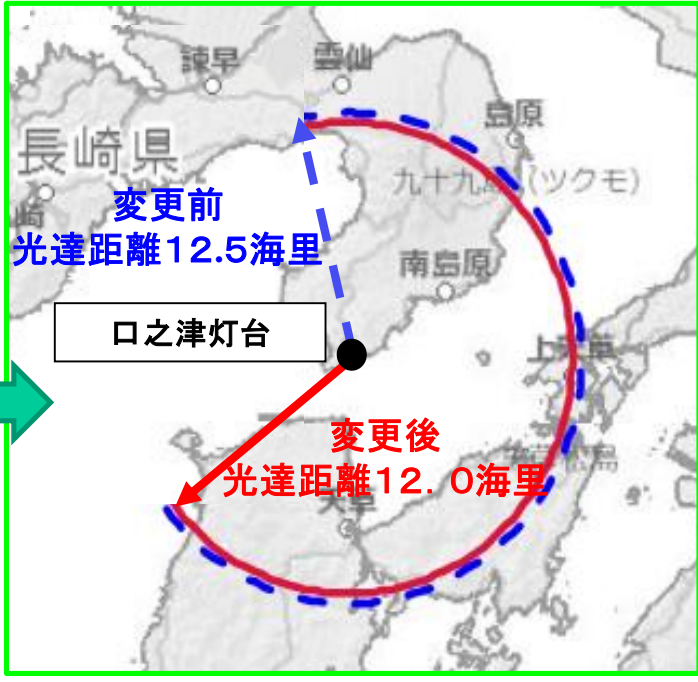 諫早
雲仙
島原
長崎県
九十九島(ツクモ)
崎
変更前
光達距離12.5海里
南島原
口之津灯台
上天草
変更後
光達距離12.0海里
天草